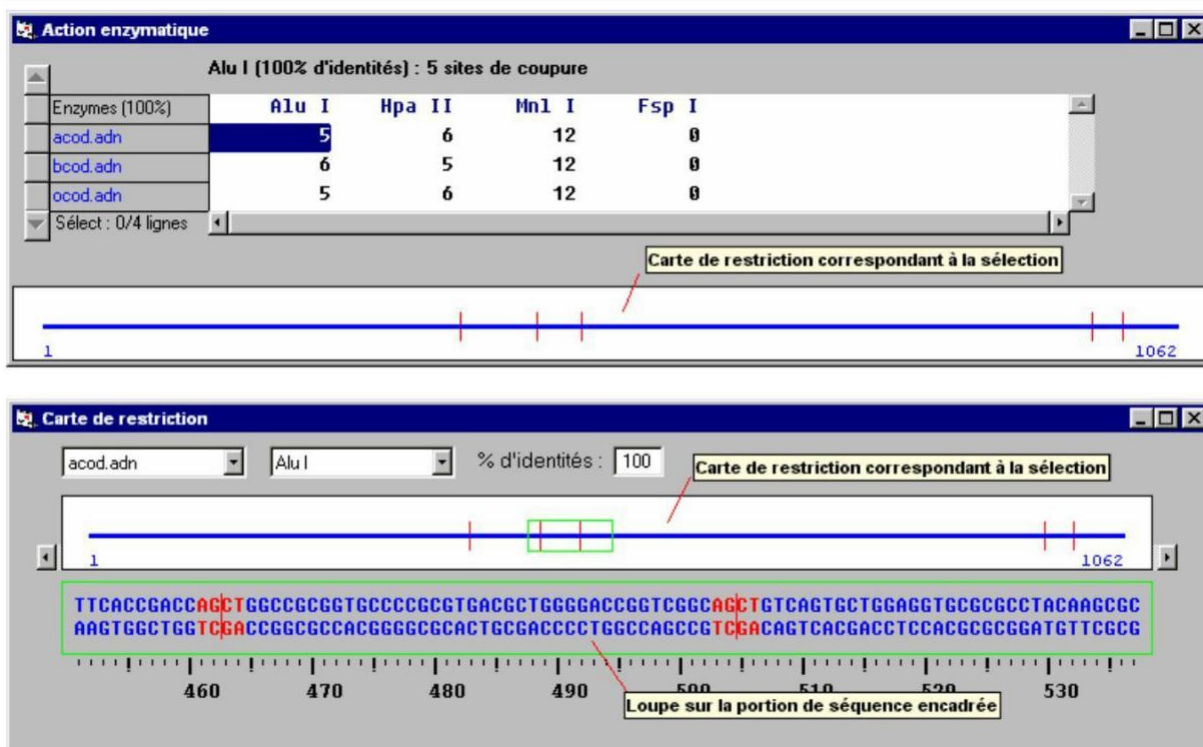 Action enzymatique
Alu I (100% d'identités) : 5 sites de coupure
Enzymes (100%) Alu I Hpa II Mnl I Fsp I
acod.adn 5 6 12 0
bcod.adn 6 5 12 0
ocod.adn 5 6 12 0
Sélect : 0/4 lignes
Carte de restriction correspondant à la sélection
1 1062
Carte de restriction
acod.adn Alu I % d'identités : 100
Carte de restriction correspondant à la sélection
1 1062
TTCACCGACCAGCTGGCCGCGGTGCCCCGCGTGACGCTGGGGACCGGTCGGCAGCTGTCAGTGCTGGAGGTGCGCGCCTACAAGCGC
AAGTGGCTGGTCGACCGGCGCCACGGGGCGCACTGCGACCCCTGGCCAGCCGTCGACAGTCACGACCTCCACGCGCGGATGTTCGCG
460 470 480 490 500 510 520 530
Loupe sur la portion de séquence encadrée